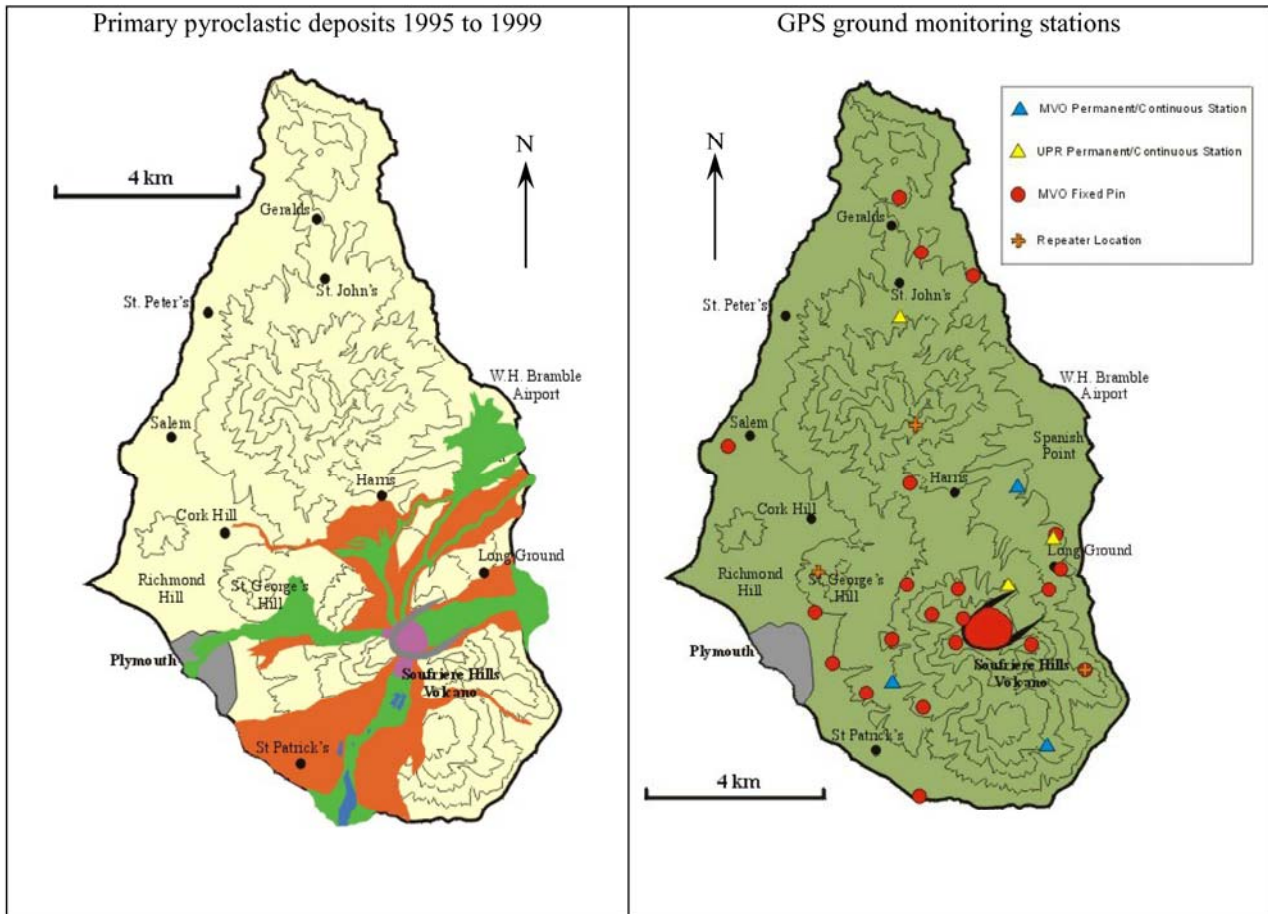 Primary pyroclastic deposits 1995 to 1999
N
4 km
Geralds
St. John's
St. Peter's
W.H. Bramble
Airport
Salem
Harris
Cork Hill
Long Ground
Richmond
Hill
St. George's
Hill
Plymouth
Soufriere Hills
Volcano
St Patrick's
GPS ground monitoring stations
MVO Permanent/Continuous Station
UPR Permanent/Continuous Station
MVO Fixed Pin
Repeater Location
N
Geralds
St. John's
St. Peter's
W.H. Bramble
Airport
Salem
Spanish
Point
Harris
Cork Hill
Long Ground
Richmond
Hill
St. George's
Hill
Plymouth
Soufriere Hills
Volcano
St Patrick's
4 km